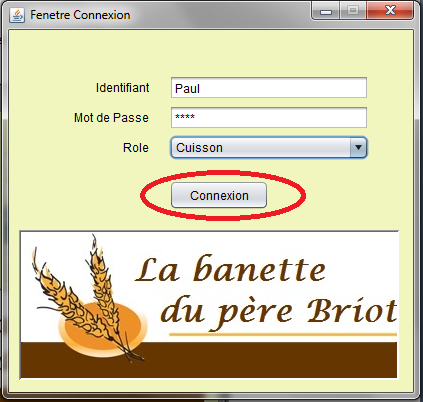 Fenetre Connexion
Identifiant Paul
Mot de Passe ****
Role Cuisson
Connexion
La banette
du père Briot